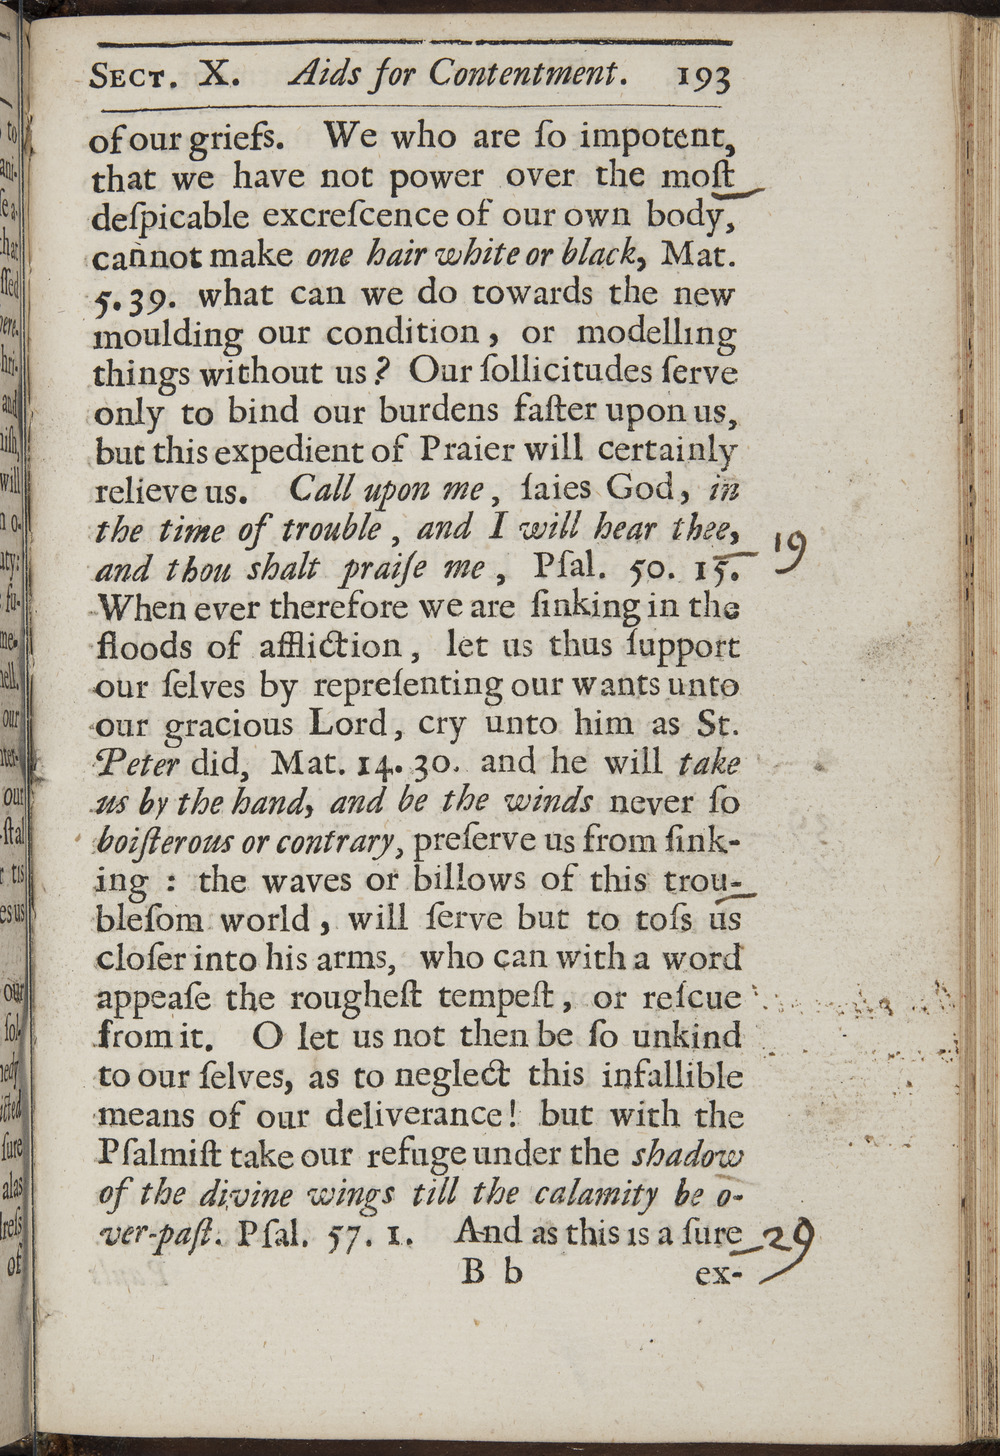 SECT. X. Aids for Contentment. 193
of our griefs. We who are ſo impotent,
that we have not power over the moſt
deſpicable excreſcence of our own body,
cannot make one hair white or black, Mat.
5. 39. what can we do towards the new
moulding our condition, or modelling
things without us? Our ſollicitudes ſerve
only to bind our burdens faſter upon us,
but this expedient of Praier will certainly
relieve us. Call upon me, ſaies God, in
the time of trouble, and I will hear thee,
and thou shalt praiſe me, Pſal. 50. 15.
19
When ever therefore we are ſinking in the
floods of affliction, let us thus ſupport
our ſelves by repreſenting our wants unto
our gracious Lord, cry unto him as St.
Peter did, Mat. 14. 30. and he will take
us by the hand, and be the winds never ſo
boiſterous or contrary, preſerve us from ſink-
ing : the waves or billows of this trou-
bleſom world, will ſerve but to toſs us
cloſer into his arms, who can with a word
appeaſe the rougheſt tempeſt, or reſcue
from it. O let us not then be ſo unkind
to our ſelves, as to neglect this infallible
means of our deliverance! but with the
Pſalmiſt take our refuge under the shadow
of the divine wings till the calamity be o-
ver-paſt. Pſal. 57. 1. And as this is a ſure
29
B b ex-